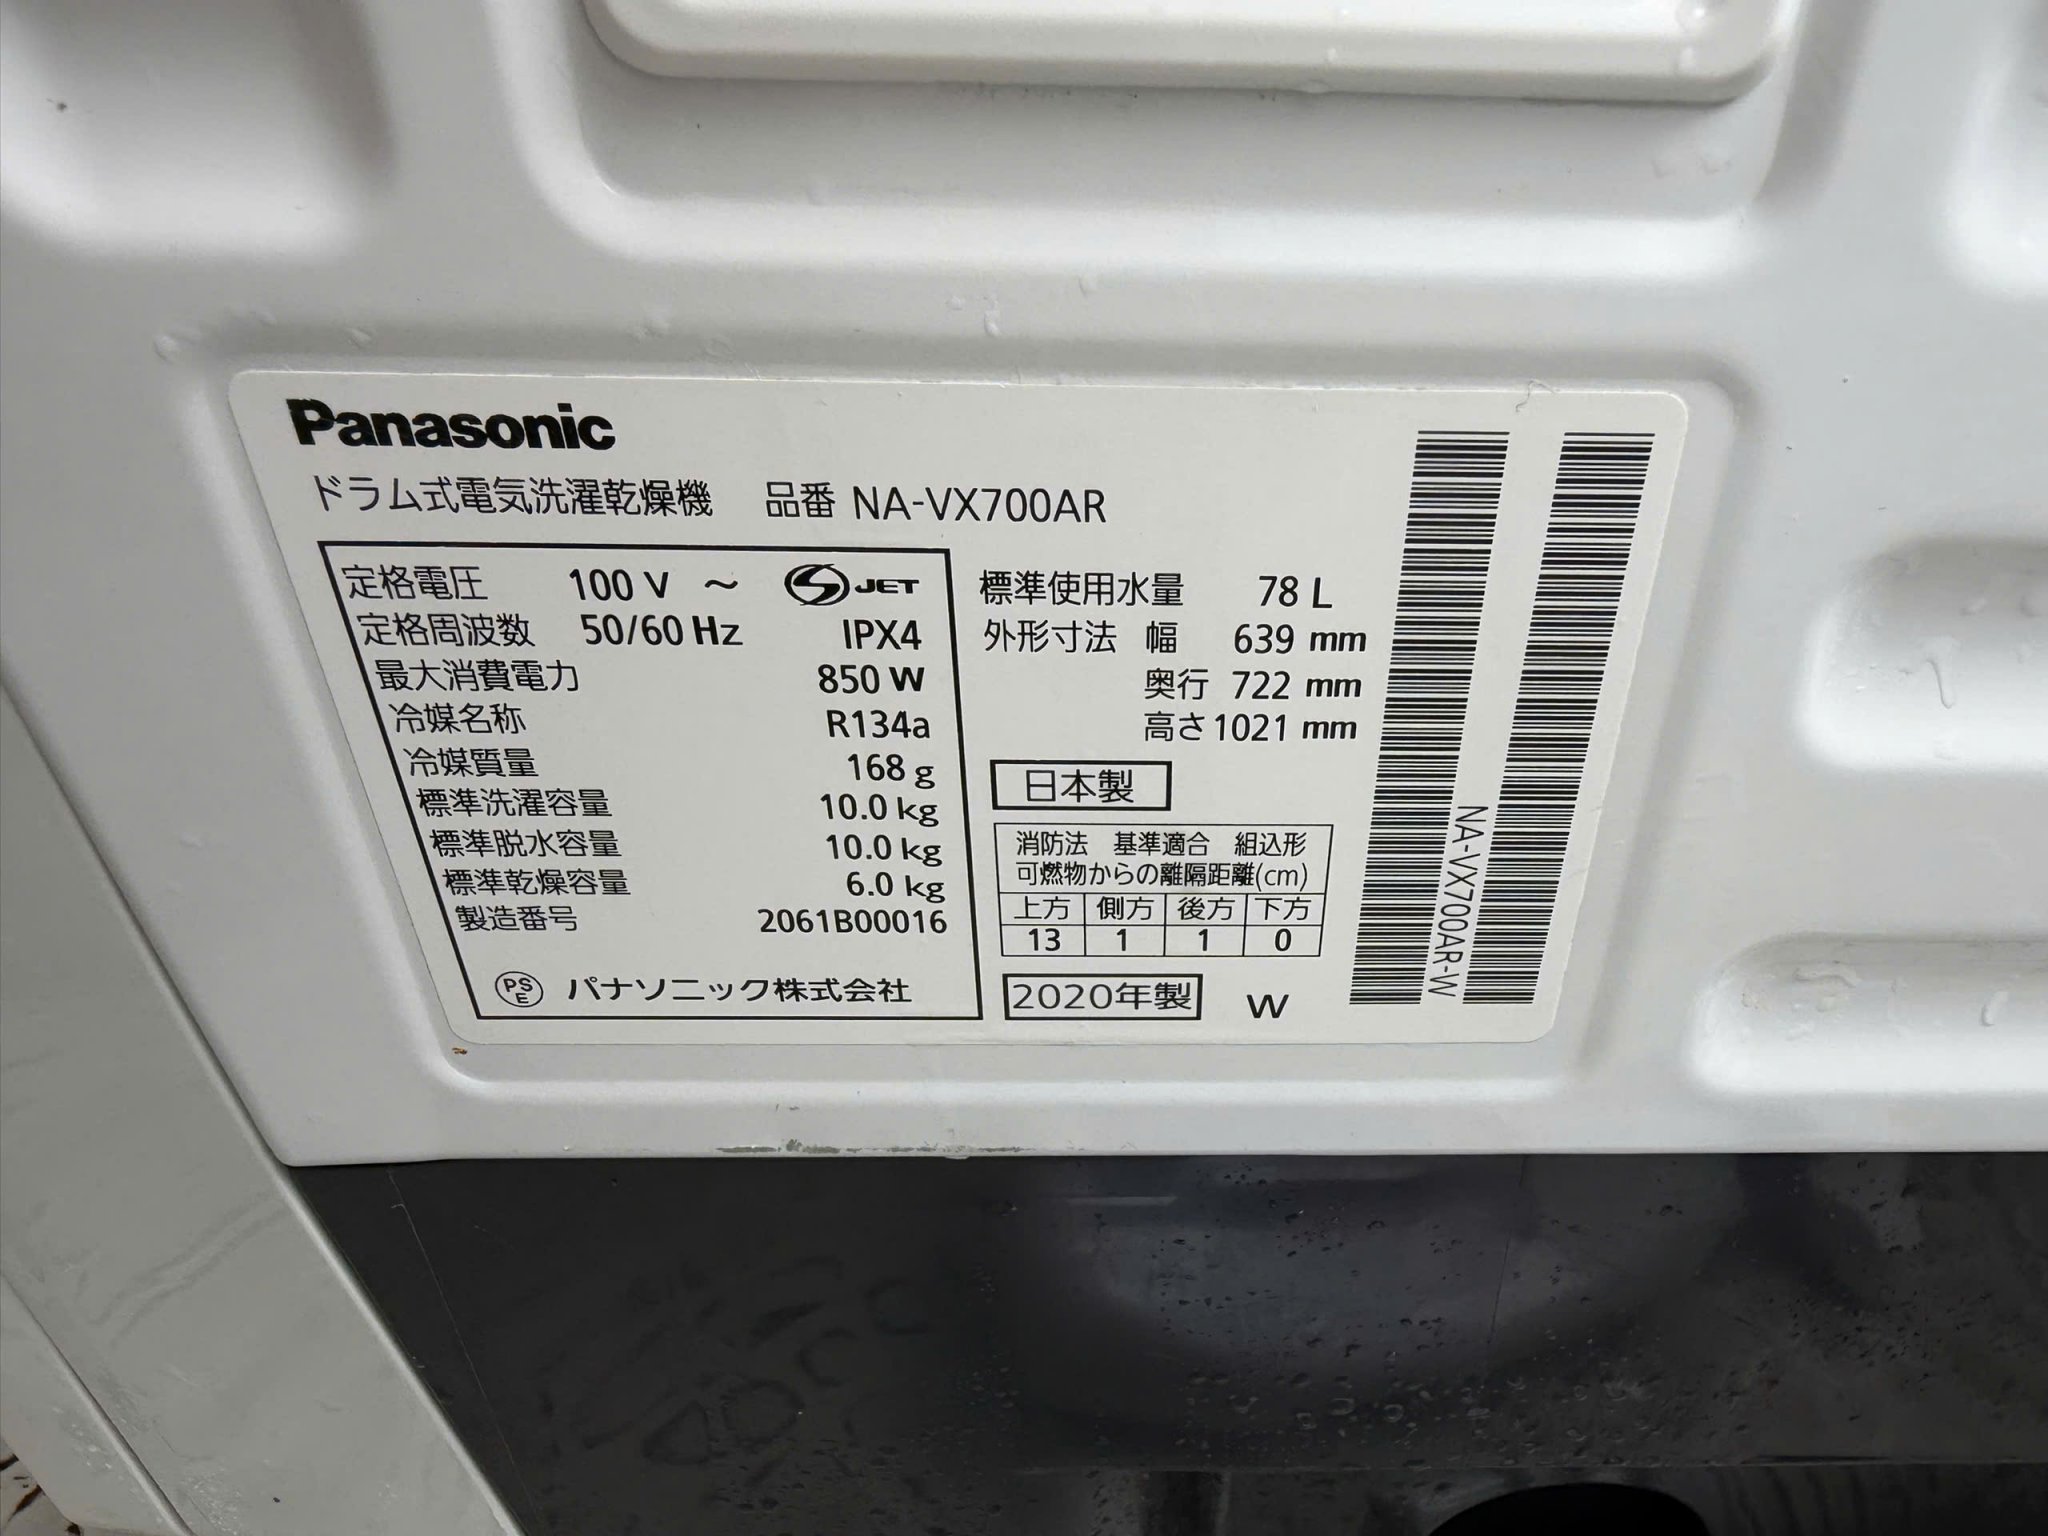 Panasonic
ドラム式電気洗濯乾燥機 品番 NA-VX700AR
定格電圧 100 V ～ S JET
定格周波数 50/60 Hz IPX4
最大消費電力 850 W
冷媒名称 R134a
冷媒質量 168 g
標準洗濯容量 10.0 kg
標準脱水容量 10.0 kg
標準乾燥容量 6.0 kg
製造番号 2061B00016
PSE パナソニック株式会社
標準使用水量 78 L
外形寸法 幅 639 mm
奥行 722 mm
高さ 1021 mm
日本製
消防法 基準適合 組込形
可燃物からの離隔距離(cm)
上方 側方 後方 下方
13 1 1 0
2020年製 W
NA-VX700AR-W